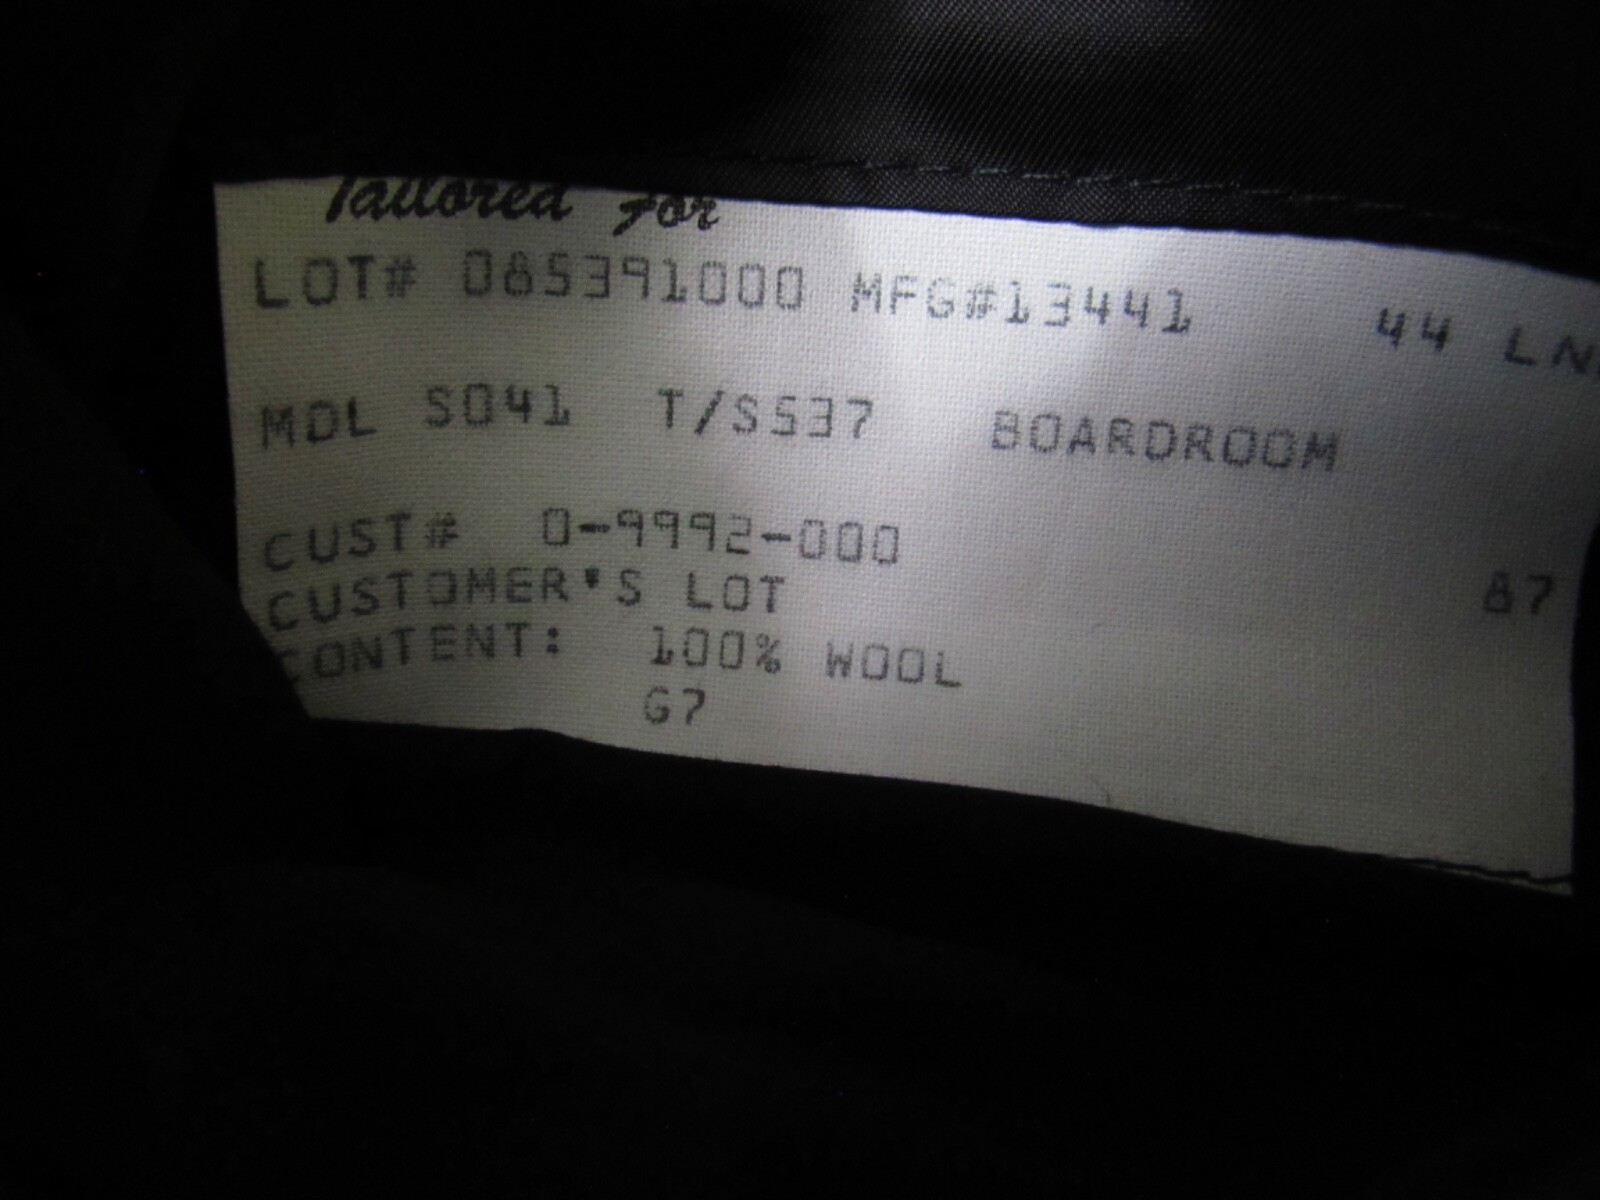 Tailored For
LOT# 085391000 MFG#13441 44 LN
MDL S041 T/S537 BOARDROOM
CUST# 0-9992-000
CUSTOMER'S LOT 87
CONTENT: 100% WOOL
G7